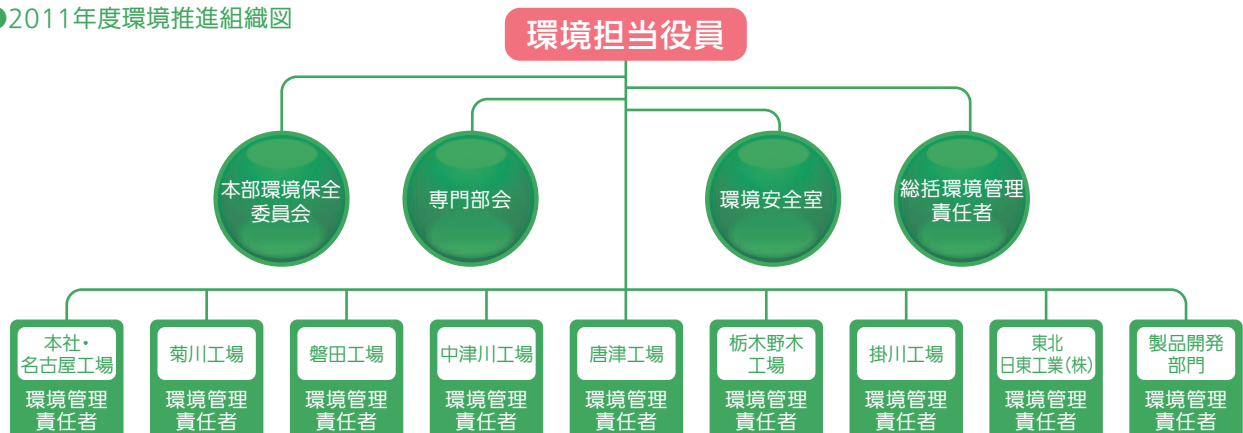 ●2011年度環境推進組織図
環境担当役員
本部環境保全
委員会
専門部会
環境安全室
総括環境管理
責任者
本社・
名古屋工場
環境管理
責任者
菊川工場
環境管理
責任者
磐田工場
環境管理
責任者
中津川工場
環境管理
責任者
唐津工場
環境管理
責任者
栃木野木
工場
環境管理
責任者
掛川工場
環境管理
責任者
東北
日東工業(株)
環境管理
責任者
製品開発
部門
環境管理
責任者